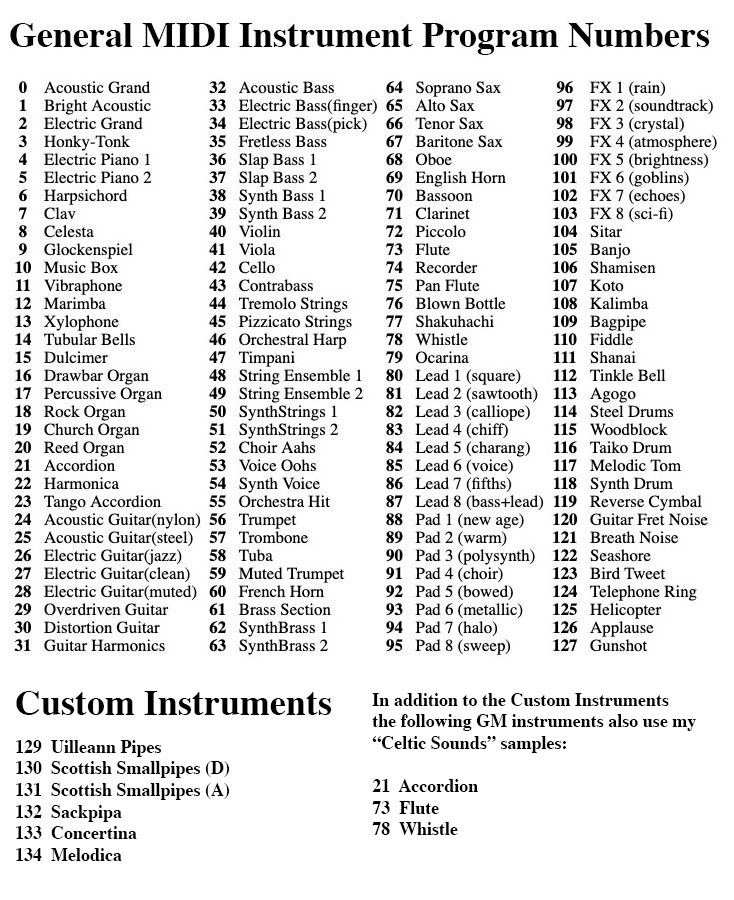 General MIDI Instrument Program Numbers
0 Acoustic Grand
1 Bright Acoustic
2 Electric Grand
3 Honky-Tonk
4 Electric Piano 1
5 Electric Piano 2
6 Harpsichord
7 Clav
8 Celesta
9 Glockenspiel
10 Music Box
11 Vibraphone
12 Marimba
13 Xylophone
14 Tubular Bells
15 Dulcimer
16 Drawbar Organ
17 Percussive Organ
18 Rock Organ
19 Church Organ
20 Reed Organ
21 Accordion
22 Harmonica
23 Tango Accordion
24 Acoustic Guitar(nylon)
25 Acoustic Guitar(steel)
26 Electric Guitar(jazz)
27 Electric Guitar(clean)
28 Electric Guitar(muted)
29 Overdriven Guitar
30 Distortion Guitar
31 Guitar Harmonics
32 Acoustic Bass
33 Electric Bass(finger)
34 Electric Bass(pick)
35 Fretless Bass
36 Slap Bass 1
37 Slap Bass 2
38 Synth Bass 1
39 Synth Bass 2
40 Violin
41 Viola
42 Cello
43 Contrabass
44 Tremolo Strings
45 Pizzicato Strings
46 Orchestral Harp
47 Timpani
48 String Ensemble 1
49 String Ensemble 2
50 SynthStrings 1
51 SynthStrings 2
52 Choir Aahs
53 Voice Oohs
54 Synth Voice
55 Orchestra Hit
56 Trumpet
57 Trombone
58 Tuba
59 Muted Trumpet
60 French Horn
61 Brass Section
62 SynthBrass 1
63 SynthBrass 2
64 Soprano Sax
65 Alto Sax
66 Tenor Sax
67 Baritone Sax
68 Oboe
69 English Horn
70 Bassoon
71 Clarinet
72 Piccolo
73 Flute
74 Recorder
75 Pan Flute
76 Blown Bottle
77 Shakuhachi
78 Whistle
79 Ocarina
80 Lead 1 (square)
81 Lead 2 (sawtooth)
82 Lead 3 (calliope)
83 Lead 4 (chiff)
84 Lead 5 (charang)
85 Lead 6 (voice)
86 Lead 7 (fifths)
87 Lead 8 (bass+lead)
88 Pad 1 (new age)
89 Pad 2 (warm)
90 Pad 3 (polysynth)
91 Pad 4 (choir)
92 Pad 5 (bowed)
93 Pad 6 (metallic)
94 Pad 7 (halo)
95 Pad 8 (sweep)
96 FX 1 (rain)
97 FX 2 (soundtrack)
98 FX 3 (crystal)
99 FX 4 (atmosphere)
100 FX 5 (brightness)
101 FX 6 (goblins)
102 FX 7 (echoes)
103 FX 8 (sci-fi)
104 Sitar
105 Banjo
106 Shamisen
107 Koto
108 Kalimba
109 Bagpipe
110 Fiddle
111 Shanai
112 Tinkle Bell
113 Agogo
114 Steel Drums
115 Woodblock
116 Taiko Drum
117 Melodic Tom
118 Synth Drum
119 Reverse Cymbal
120 Guitar Fret Noise
121 Breath Noise
122 Seashore
123 Bird Tweet
124 Telephone Ring
125 Helicopter
126 Applause
127 Gunshot
Custom Instruments
129 Uilleann Pipes
130 Scottish Smallpipes (D)
131 Scottish Smallpipes (A)
132 Sackpipa
133 Concertina
134 Melodica
In addition to the Custom Instruments
the following GM instruments also use my
“Celtic Sounds” samples:
21 Accordion
73 Flute
78 Whistle